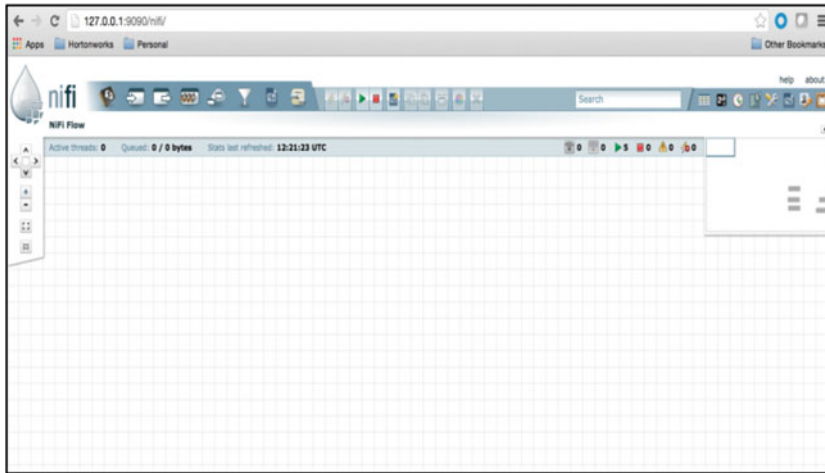 127.0.0.1:9090/nifi/
Apps Hortonworks Personal Other Bookmarks
help about
nifi Search
NiFi Flow
Active threads: 0 Queued: 0 / 0 bytes Stats last refreshed: 12:21:23 UTC 0 0 5 0 0 0